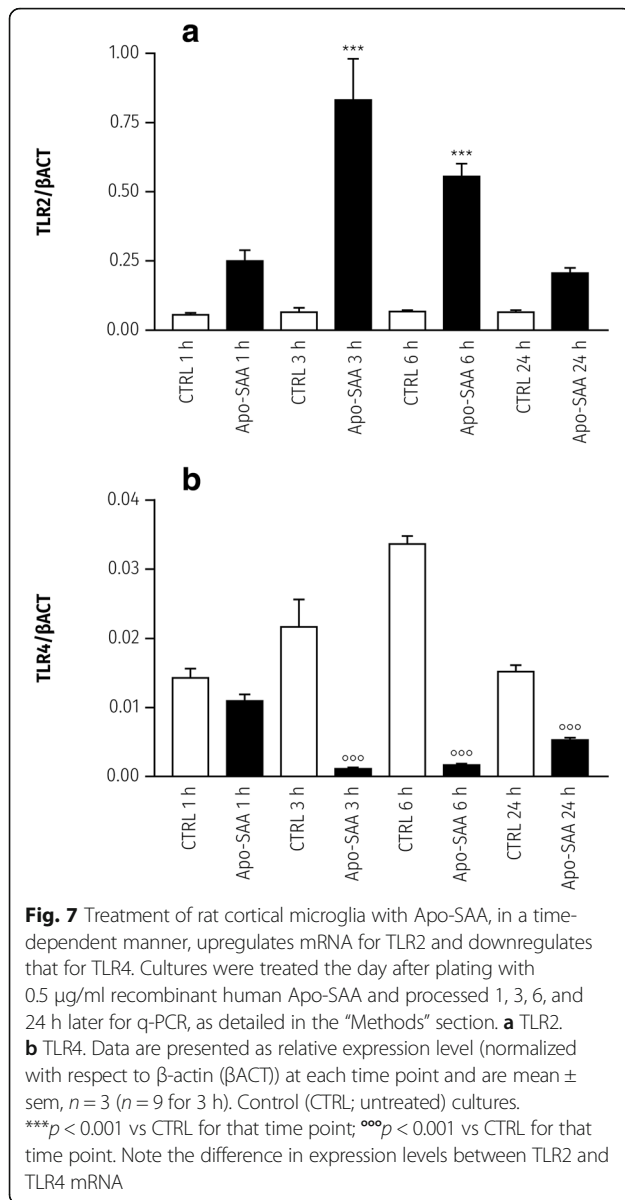 a
1.00
***
0.75
***
0.50
0.25
0.00
TLR2/βACT
CTRL 1 h
Apo-SAA 1 h
CTRL 3 h
Apo-SAA 3 h
CTRL 6 h
Apo-SAA 6 h
CTRL 24 h
Apo-SAA 24 h
b
0.04
0.03
0.02
0.01
0.00
TLR4/βACT
°°°
°°°
°°°
CTRL 1 h
Apo-SAA 1 h
CTRL 3 h
Apo-SAA 3 h
CTRL 6 h
Apo-SAA 6 h
CTRL 24 h
Apo-SAA 24 h
Fig. 7 Treatment of rat cortical microglia with Apo-SAA, in a time-
dependent manner, upregulates mRNA for TLR2 and downregulates
that for TLR4. Cultures were treated the day after plating with
0.5 μg/ml recombinant human Apo-SAA and processed 1, 3, 6, and
24 h later for q-PCR, as detailed in the “Methods” section. a TLR2.
b TLR4. Data are presented as relative expression level (normalized
with respect to β-actin (βACT)) at each time point and are mean ±
sem, n = 3 (n = 9 for 3 h). Control (CTRL; untreated) cultures.
***p < 0.001 vs CTRL for that time point; °°°p < 0.001 vs CTRL for that
time point. Note the difference in expression levels between TLR2 and
TLR4 mRNA